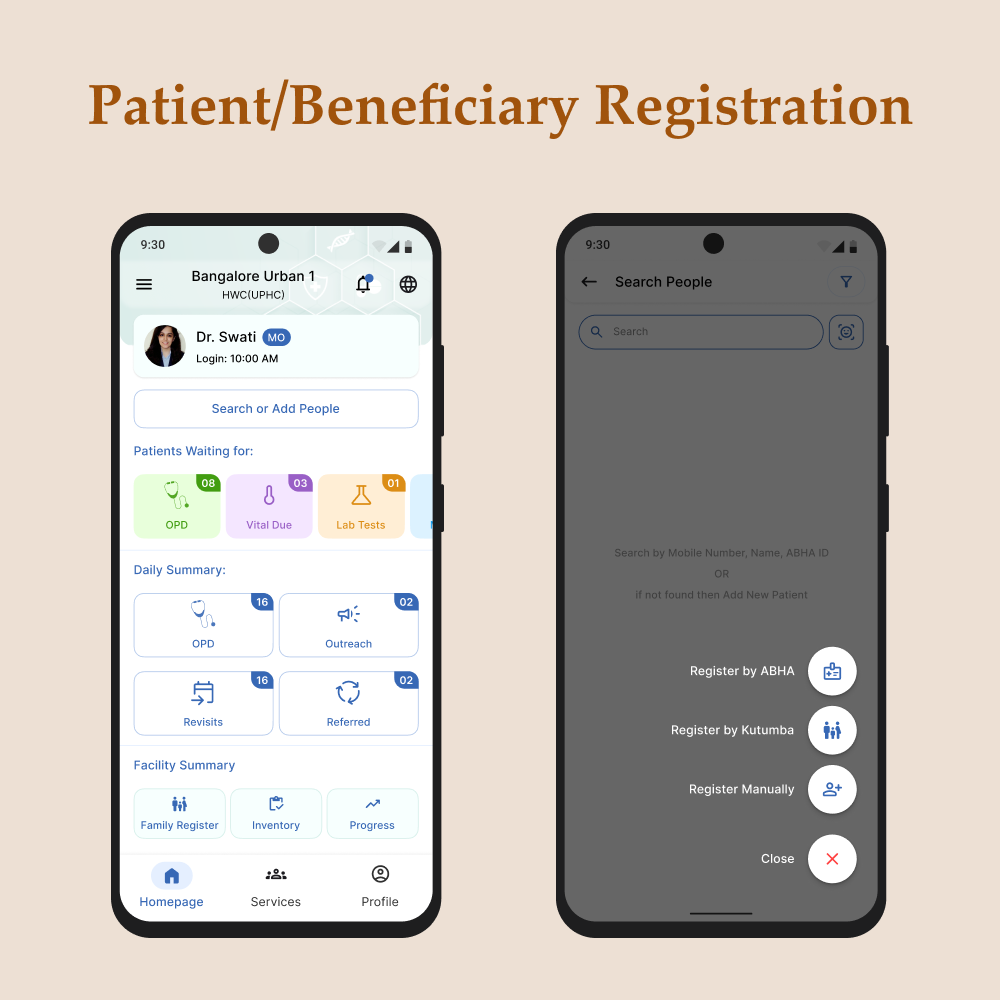 Patient/Beneficiary Registration
9:30
Bangalore Urban 1
HWC(UPHC)
Dr. Swati MO
Login: 10:00 AM
Search or Add People
Patients Waiting for:
08 03 01
OPD Vital Due Lab Tests
Daily Summary:
16 02
OPD Outreach
16 02
Revisits Referred
Facility Summary
Family Register Inventory Progress
Homepage Services Profile
9:30
Search People
Search
Search by Mobile Number, Name, ABHA ID
OR
if not found then Add New Patient
Register by ABHA
Register by Kutumba
Register Manually
Close